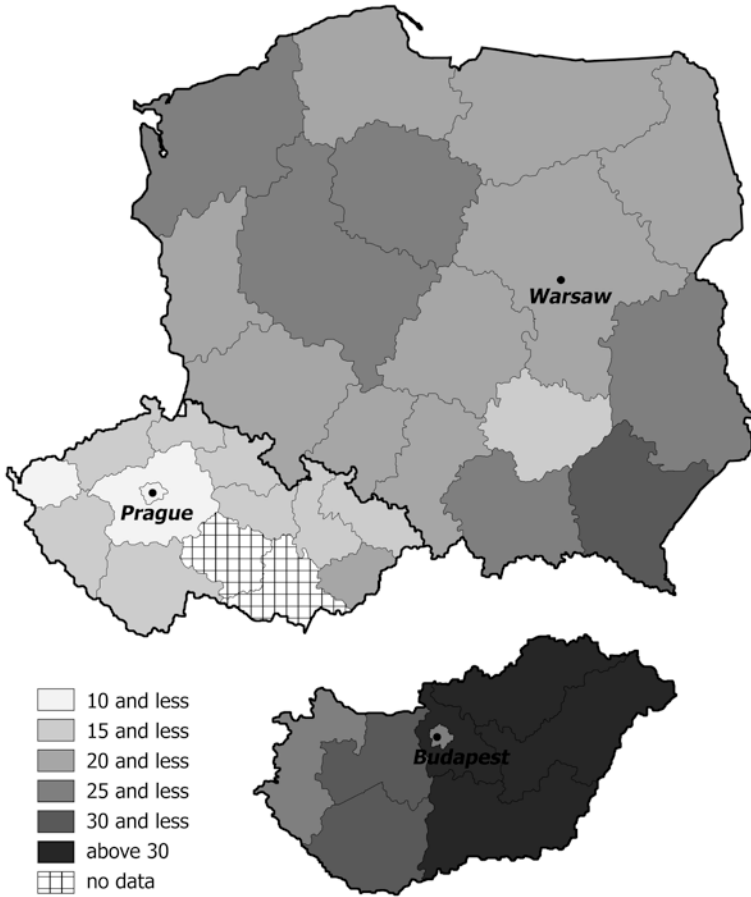 Warsaw
Prague
10 and less
15 and less
20 and less
25 and less
30 and less
above 30
no data
Budapest